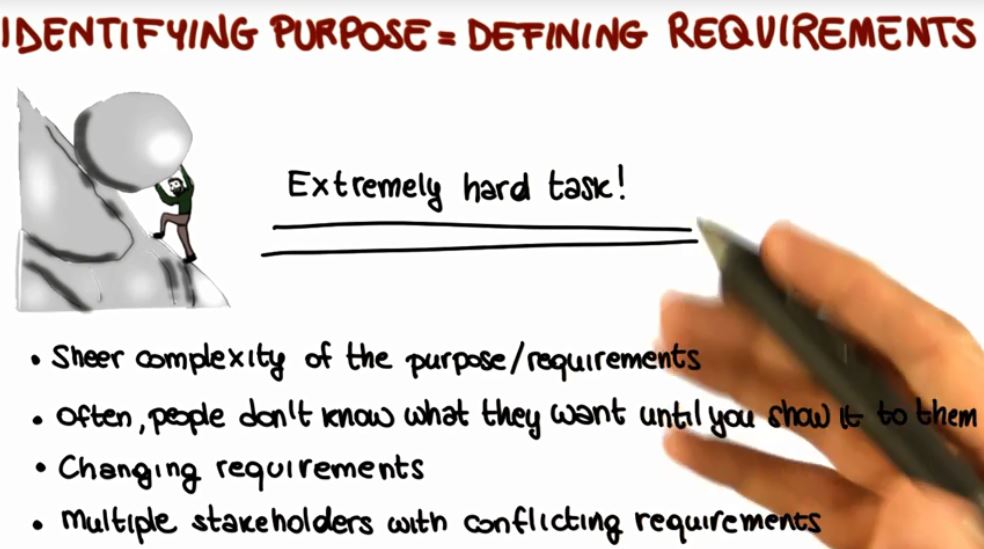 IDENTIFYING PURPOSE = DEFINING REQUIREMENTS
Extremely hard task!
• Sheer complexity of the purpose/requirements
• Often, people don't know what they want until you show it to them
• Changing requirements
• Multiple stakeholders with conflicting requirements